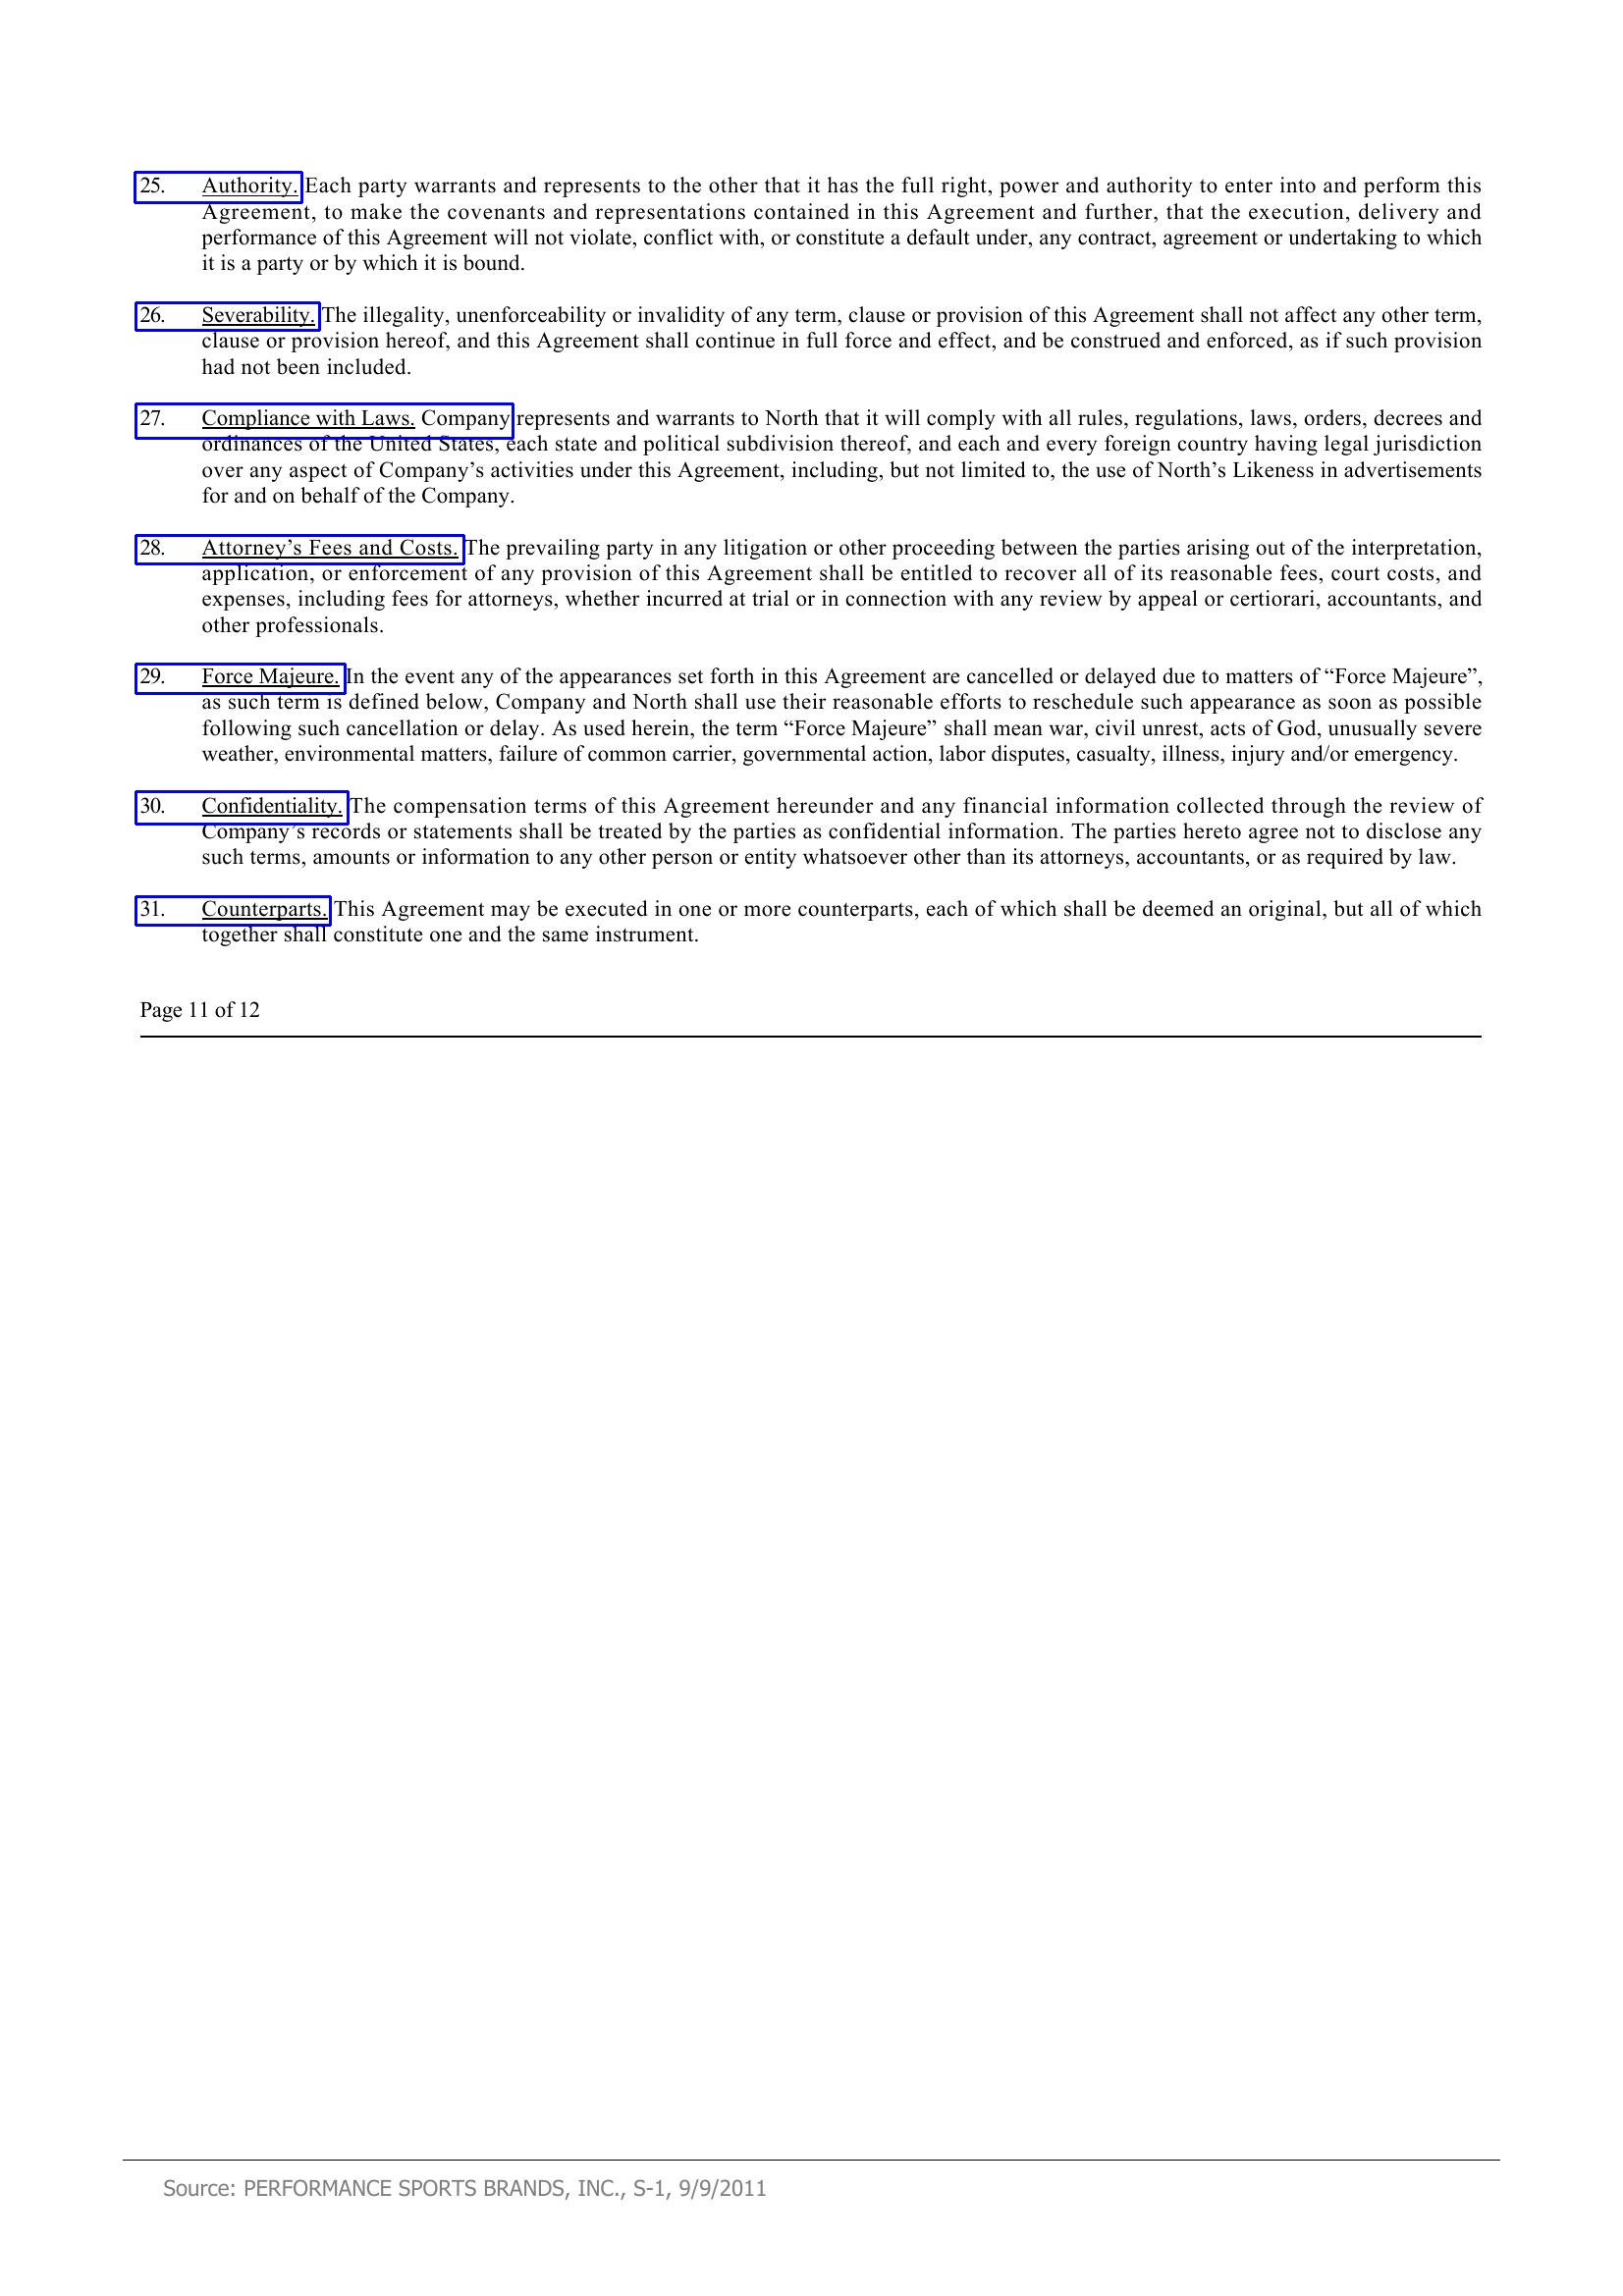 25. Authority. Each party warrants and represents to the other that it has the full right, power and authority to enter into and perform this
Agreement, to make the covenants and representations contained in this Agreement and further, that the execution, delivery and
performance of this Agreement will not violate, conflict with, or constitute a default under, any contract, agreement or undertaking to which
it is a party or by which it is bound.
26. Severability. The illegality, unenforceability or invalidity of any term, clause or provision of this Agreement shall not affect any other term,
clause or provision hereof, and this Agreement shall continue in full force and effect, and be construed and enforced, as if such provision
had not been included.
27. Compliance with Laws. Company represents and warrants to North that it will comply with all rules, regulations, laws, orders, decrees and
ordinances of the United States, each state and political subdivision thereof, and each and every foreign country having legal jurisdiction
over any aspect of Company’s activities under this Agreement, including, but not limited to, the use of North’s Likeness in advertisements
for and on behalf of the Company.
28. Attorney’s Fees and Costs. The prevailing party in any litigation or other proceeding between the parties arising out of the interpretation,
application, or enforcement of any provision of this Agreement shall be entitled to recover all of its reasonable fees, court costs, and
expenses, including fees for attorneys, whether incurred at trial or in connection with any review by appeal or certiorari, accountants, and
other professionals.
29. Force Majeure. In the event any of the appearances set forth in this Agreement are cancelled or delayed due to matters of “Force Majeure”,
as such term is defined below, Company and North shall use their reasonable efforts to reschedule such appearance as soon as possible
following such cancellation or delay. As used herein, the term “Force Majeure” shall mean war, civil unrest, acts of God, unusually severe
weather, environmental matters, failure of common carrier, governmental action, labor disputes, casualty, illness, injury and/or emergency.
30. Confidentiality. The compensation terms of this Agreement hereunder and any financial information collected through the review of
Company’s records or statements shall be treated by the parties as confidential information. The parties hereto agree not to disclose any
such terms, amounts or information to any other person or entity whatsoever other than its attorneys, accountants, or as required by law.
31. Counterparts. This Agreement may be executed in one or more counterparts, each of which shall be deemed an original, but all of which
together shall constitute one and the same instrument.
Page 11 of 12
Source: PERFORMANCE SPORTS BRANDS, INC., S-1, 9/9/2011